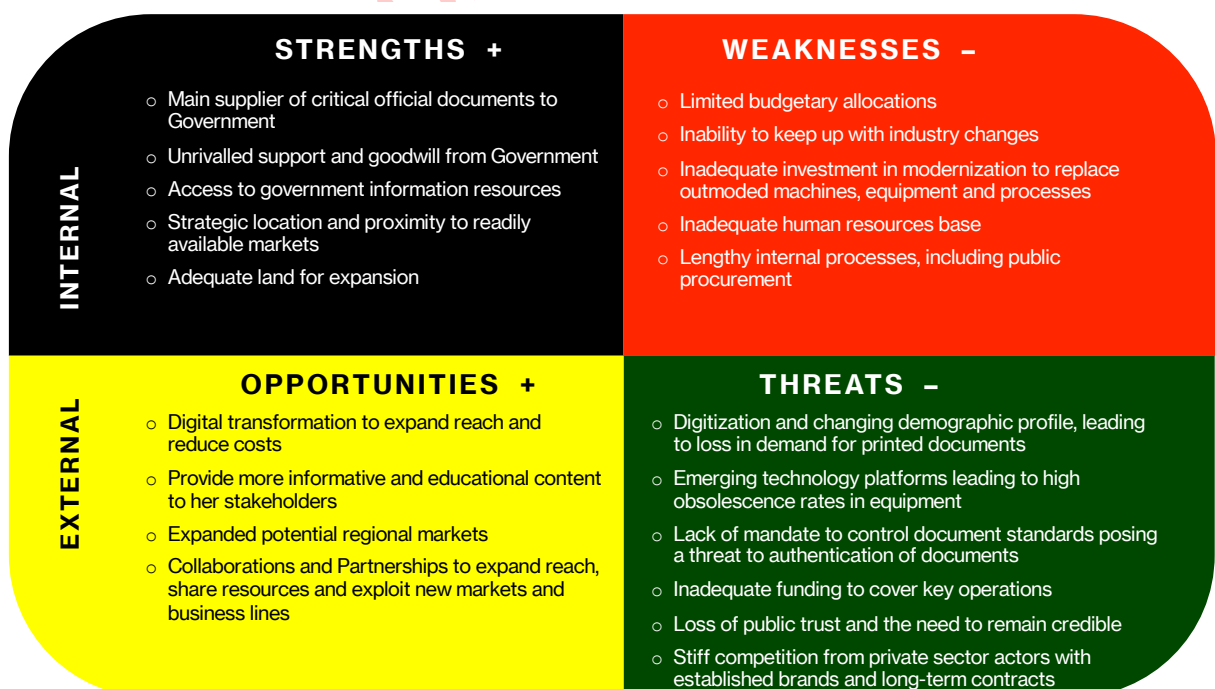 STRENGTHS +
○ Main supplier of critical official documents to
Government
○ Unrivalled support and goodwill from Government
○ Access to government information resources
○ Strategic location and proximity to readily
available markets
○ Adequate land for expansion
INTERNAL
WEAKNESSES –
○ Limited budgetary allocations
○ Inability to keep up with industry changes
○ Inadequate investment in modernization to replace
outmoded machines, equipment and processes
○ Inadequate human resources base
○ Lengthy internal processes, including public
procurement
OPPORTUNITIES +
○ Digital transformation to expand reach and
reduce costs
○ Provide more informative and educational content
to her stakeholders
○ Expanded potential regional markets
○ Collaborations and Partnerships to expand reach,
share resources and exploit new markets and
business lines
EXTERNAL
THREATS –
○ Digitization and changing demographic profile, leading
to loss in demand for printed documents
○ Emerging technology platforms leading to high
obsolescence rates in equipment
○ Lack of mandate to control document standards posing
a threat to authentication of documents
○ Inadequate funding to cover key operations
○ Loss of public trust and the need to remain credible
○ Stiff competition from private sector actors with
established brands and long-term contracts